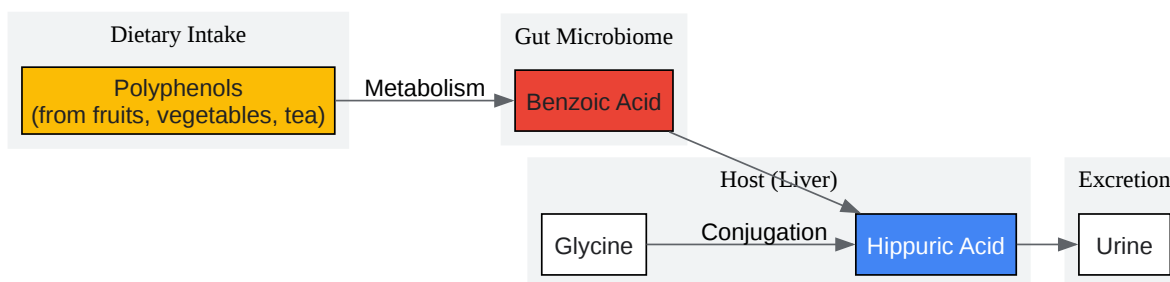 Dietary Intake
Polyphenols
(from fruits, vegetables, tea)
Metabolism
Gut Microbiome
Benzoic Acid
Host (Liver)
Glycine
Conjugation
Hippuric Acid
Excretion
Urine